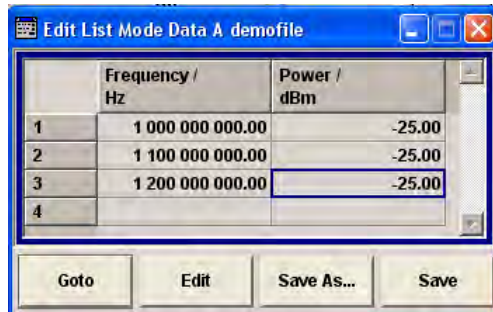 Edit List Mode Data A demofile
Frequency / Power /
Hz dBm
1 1 000 000 000.00 -25.00
2 1 100 000 000.00 -25.00
3 1 200 000 000.00 -25.00
4
Goto Edit Save As... Save